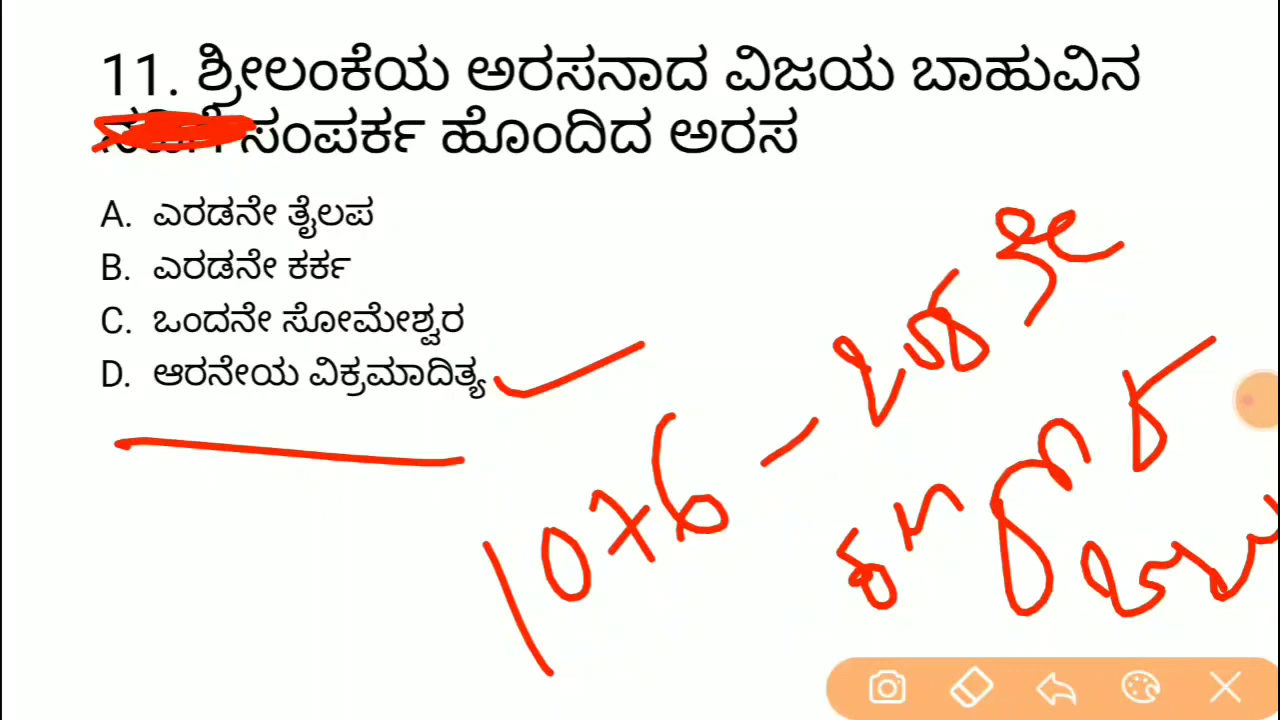 11. ಶ್ರೀಲಂಕೆಯ ಅರಸನಾದ ವಿಜಯ ಬಾಹುವಿನ
ಸಂಪರ್ಕ ಹೊಂದಿದ ಅರಸ
A. ಎರಡನೇ ತೈಲಪ
B. ಎರಡನೇ ಕರ್ಕ
C. ಒಂದನೇ ಸೋಮೇಶ್ವರ
D. ಆರನೇಯ ವಿಕ್ರಮಾದಿತ್ಯ
1076 –